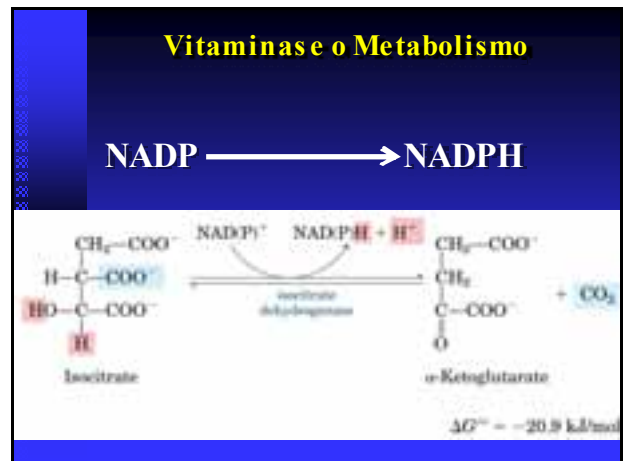 Vitaminas e o Metabolismo
NADP → NADPH
NAD(P)⁺ NAD(P)H + H⁺
CH₂—COO⁻ CH₂—COO⁻
H—C—COO⁻ CH₂
isocitrate
dehydrogenase
+ CO₂
HO—C—COO⁻ C—COO⁻
H O
Isocitrate α-Ketoglutarate
ΔG'° = −20.9 kJ/mol